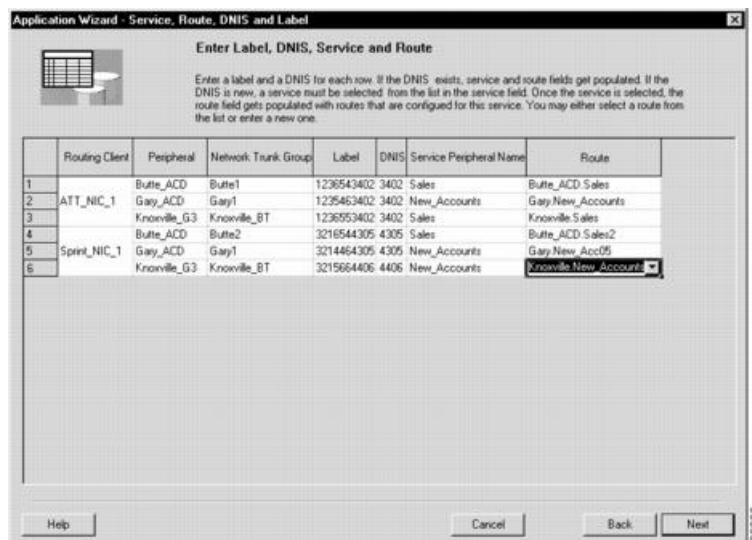 Application Wizard - Service, Route, DNIS and Label
Enter Label, DNIS, Service and Route
Enter a label and a DNIS for each row. If the DNIS exists, service and route fields get populated. If the
DNIS is new, a service must be selected from the list in the service field. Once the service is selected, the
route field gets populated with routes that are configued for this service. You may either select a route from
the list or enter a new one.
Routing Client Peripheral Network Trunk Group Label DNIS Service Peripheral Name Route
1 Butte_ACD Butte1 1236543402 3402 Sales Butte_ACD.Sales
2 ATT_NIC_1 Gary_ACD Gary1 1235463402 3402 New_Accounts Gary.New_Accounts
3 Knoxville_G3 Knoxville_BT 1236553402 3402 Sales Knoxville.Sales
4 Butte_ACD Butte2 3216544305 4305 Sales Butte_ACD.Sales2
5 Sprint_NIC_1 Gary_ACD Gary1 3214464305 4305 New_Accounts Gary.New_Acc05
6 Knoxville_G3 Knoxville_BT 3215664406 4406 New_Accounts Knoxville.New_Accounts
Help Cancel Back Next